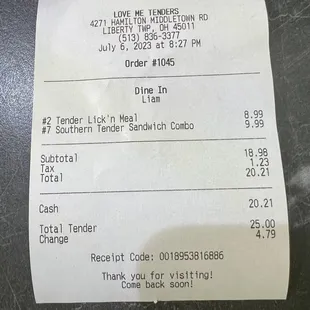 LOVE ME TENDERS
4271 HAMILTON MIDDLETOWN RD
LIBERTY TWP, OH 45011
(513) 836-3377
July 6, 2023 at 8:27 PM
Order #1045
Dine In
Liam
#2 Tender Lick'n Meal 8.99
#7 Southern Tender Sandwich Combo 9.99
Subtotal 18.98
Tax 1.23
Total 20.21
Cash 20.21
Total Tender 25.00
Change 4.79
Receipt Code: 0018953816886
Thank you for visiting!
Come back soon!